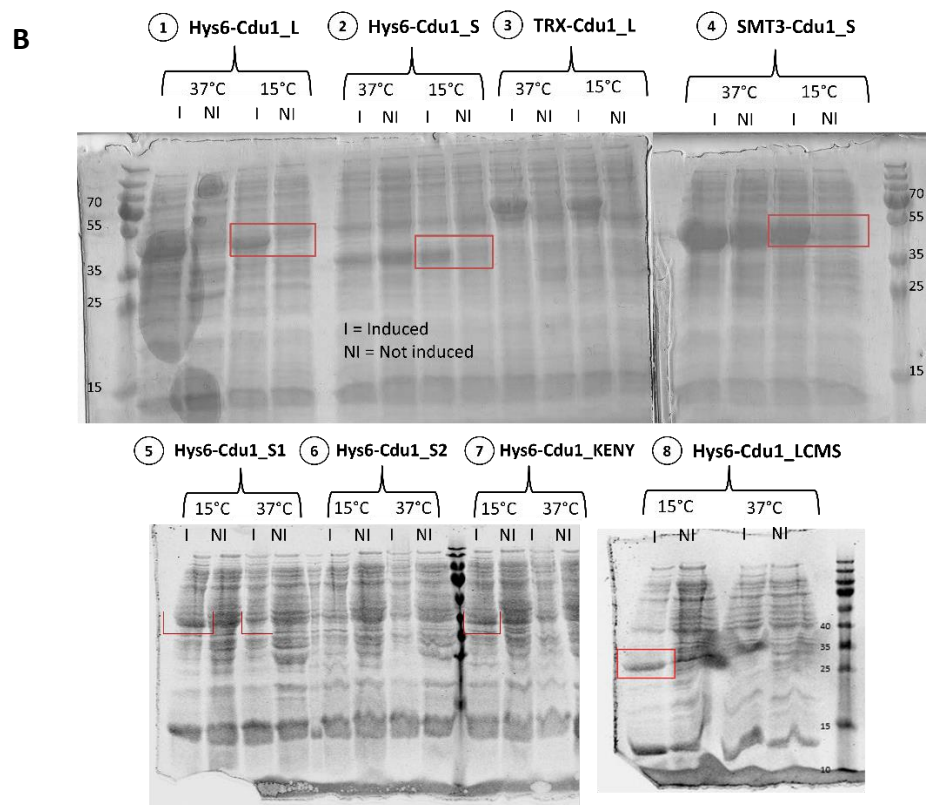 B
1 Hys6-Cdu1_L 2 Hys6-Cdu1_S 3 TRX-Cdu1_L 4 SMT3-Cdu1_S
37°C 15°C 37°C 15°C 37°C 15°C 37°C 15°C
I NI I NI I NI I NI I NI I NI I NI I NI
70
55
35
25
15
I = Induced
NI = Not induced
70
55
35
25
15
5 Hys6-Cdu1_S1 6 Hys6-Cdu1_S2 7 Hys6-Cdu1_KENY 8 Hys6-Cdu1_LCMS
15°C 37°C 15°C 37°C 15°C 37°C 15°C 37°C
I NI I NI I NI I NI I NI I NI I NI I NI
40
35
25
15
10